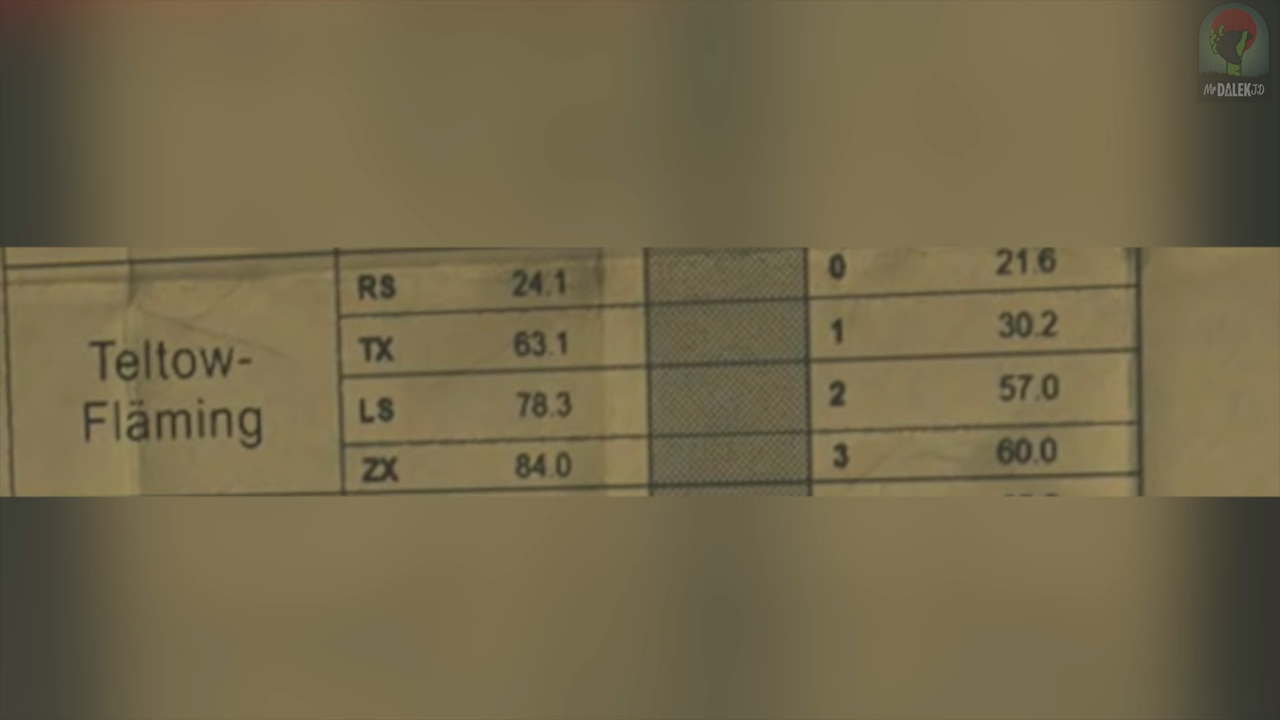 MrDALEKJD
RS 24.1 0 21.6
TX 63.1 1 30.2
Teltow-
Fläming
LS 78.3 2 57.0
ZX 84.0 3 60.0